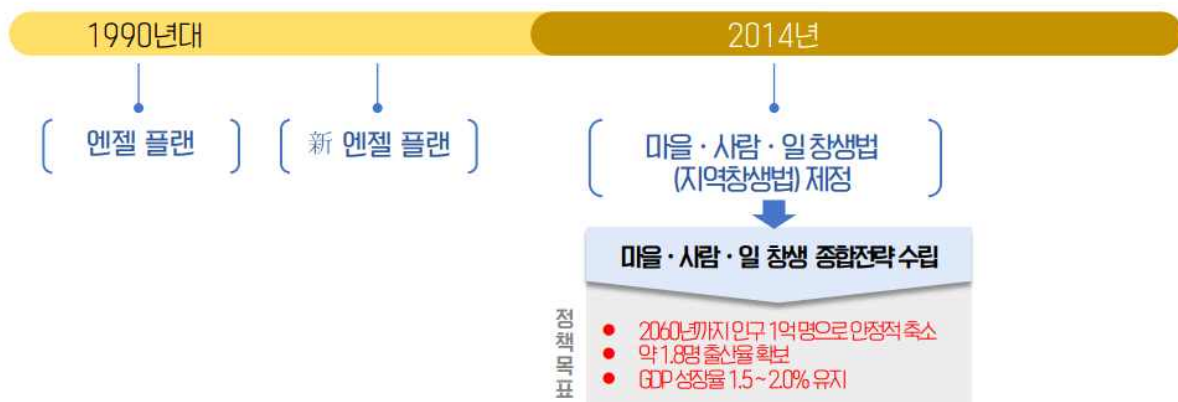 1990년대
2014년
엔젤 플랜
新 엔젤 플랜
마을·사람·일 창생법
(지역창생법) 제정
마을·사람·일 창생 종합전략 수립
정책목표
2060년까지 인구 1억 명으로 안정적 축소
약 1.8명 출산율 확보
GDP 성장율 1.5~2.0% 유지